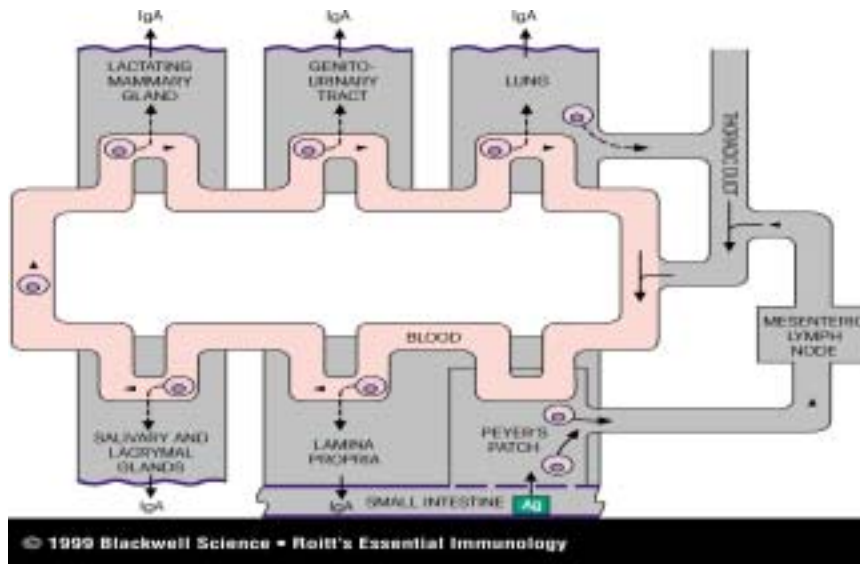 IgA
IgA
IgA
LACTATING
MAMMARY
GLAND
GENITO-
URINARY
TRACT
LUNG
THORACIC DUCT
BLOOD
MESENTERIC
LYMPH
NODE
SALIVARY AND
LACRYMAL
GLANDS
LAMINA
PROPRIA
PEYER'S
PATCH
SMALL INTESTINE
Ag
IgA
IgA
© 1999 Blackwell Science • Roitt's Essential Immunology